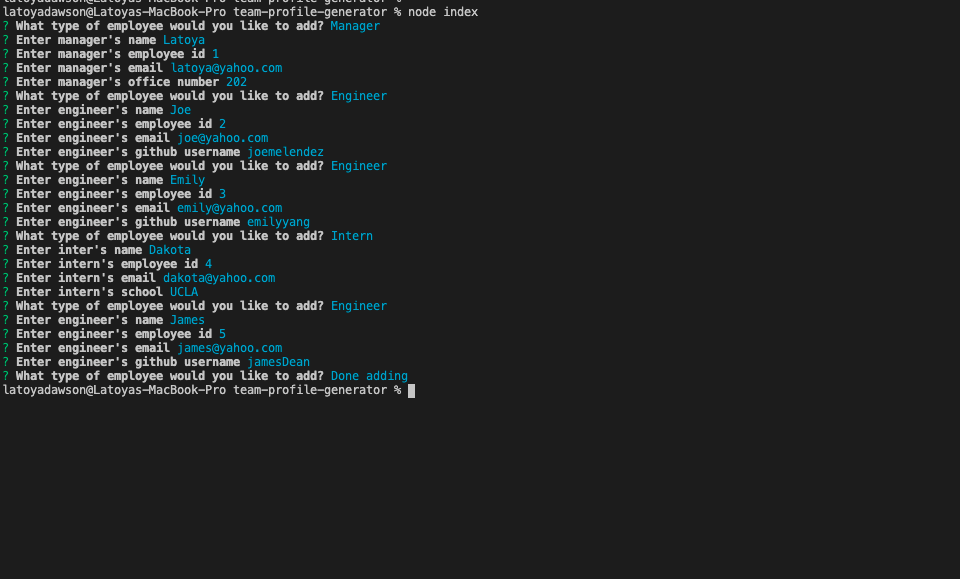 latoyadawson@Latoyas-MacBook-Pro team-profile-generator %
latoyadawson@Latoyas-MacBook-Pro team-profile-generator % node index
? What type of employee would you like to add? Manager
? Enter manager's name Latoya
? Enter manager's employee id 1
? Enter manager's email latoya@yahoo.com
? Enter manager's office number 202
? What type of employee would you like to add? Engineer
? Enter engineer's name Joe
? Enter engineer's employee id 2
? Enter engineer's email joe@yahoo.com
? Enter engineer's github username joemelendez
? What type of employee would you like to add? Engineer
? Enter engineer's name Emily
? Enter engineer's employee id 3
? Enter engineer's email emily@yahoo.com
? Enter engineer's github username emilyyang
? What type of employee would you like to add? Intern
? Enter inter's name Dakota
? Enter intern's employee id 4
? Enter intern's email dakota@yahoo.com
? Enter intern's school UCLA
? What type of employee would you like to add? Engineer
? Enter engineer's name James
? Enter engineer's employee id 5
? Enter engineer's email james@yahoo.com
? Enter engineer's github username jamesDean
? What type of employee would you like to add? Done adding
latoyadawson@Latoyas-MacBook-Pro team-profile-generator %